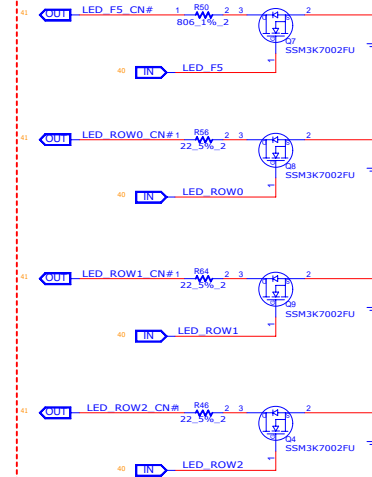 41 OUT LED_F5_CN# 1 R50 2 3 2
806_1%_2 D S Q7
SSM3K7002FU
1
40 IN LED_F5
41 OUT LED_ROW0_CN# 1 R56 2 3 2
22_5%_2 Q8
SSM3K7002FU
1
40 IN LED_ROW0
41 OUT LED_ROW1_CN# 1 R64 2 3 2
22_5%_2 Q9
SSM3K7002FU
1
40 IN LED_ROW1
41 OUT LED_ROW2_CN# 1 R46 2 3 2
22_5%_2 Q4
SSM3K7002FU
1
40 IN LED_ROW2